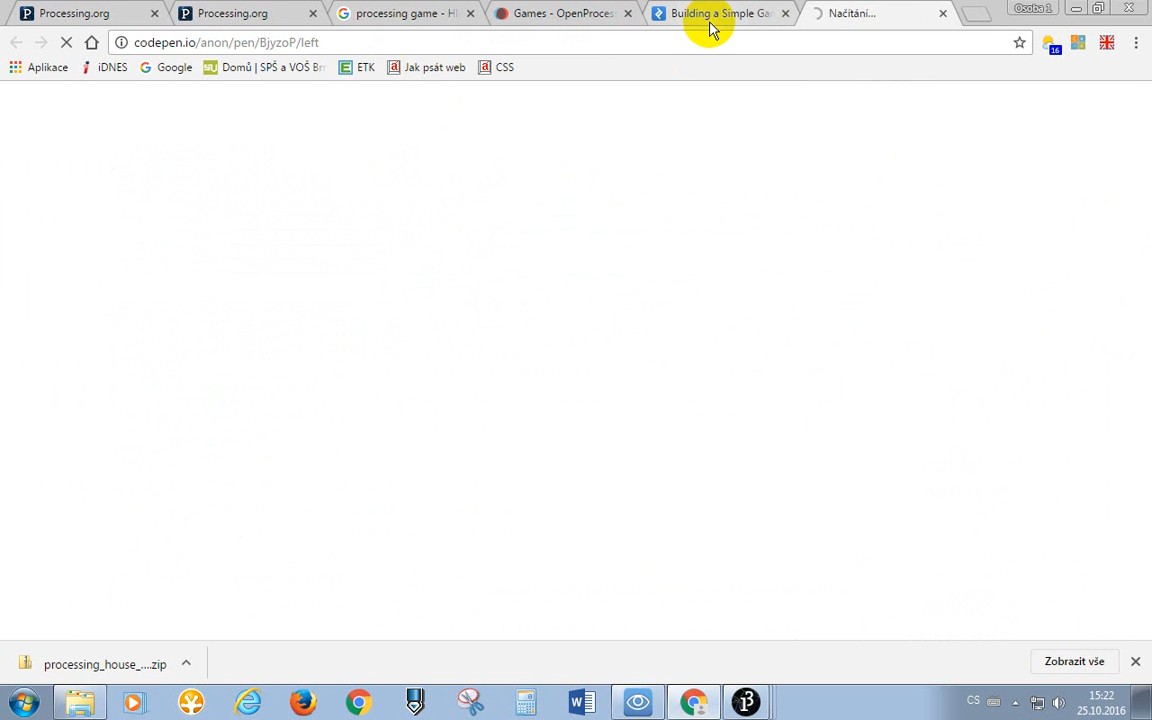 Processing.org
Processing.org
processing game - Hl
Games - OpenProces
Building a Simple Ga
Načítání...
Osoba 1
codepen.io/anon/pen/BjyzoP/left
16
Aplikace
iDNES
Google
Domů | SPŠ a VOŠ Br
ETK
Jak psát web
CSS
processing_house_....zip
Zobrazit vše
CS
15:22
25.10.2016